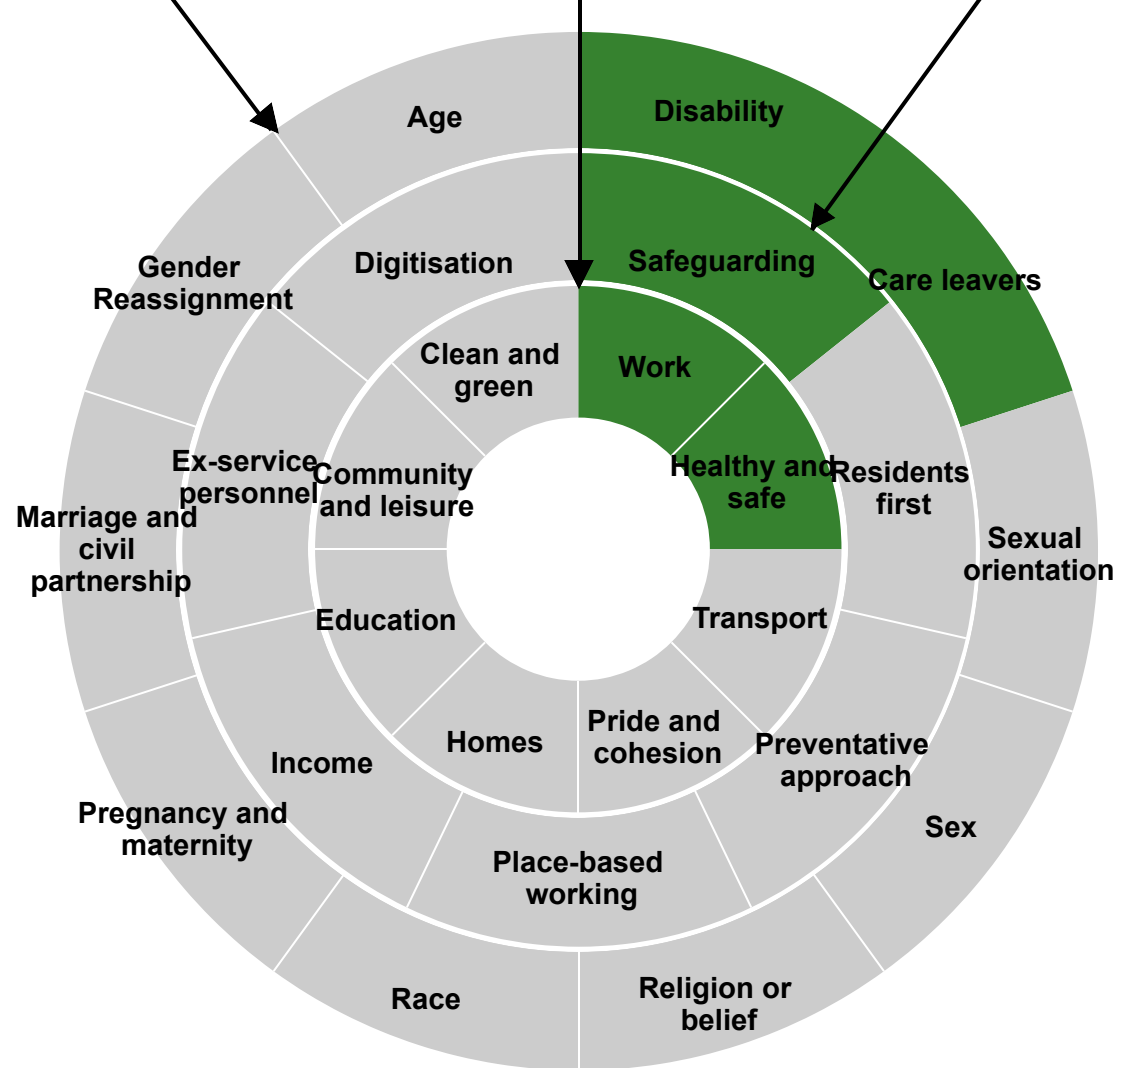 Age
Disability
Care leavers
Sexual
orientation
Sex
Religion or
belief
Race
Pregnancy and
maternity
Marriage and
civil
partnership
Gender
Reassignment
Digitisation
Safeguarding
Residents
first
Preventative
approach
Place-based
working
Income
Ex-service
personnel
Clean and
green
Work
Healthy and
safe
Transport
Pride and
cohesion
Homes
Education
Community
and leisure